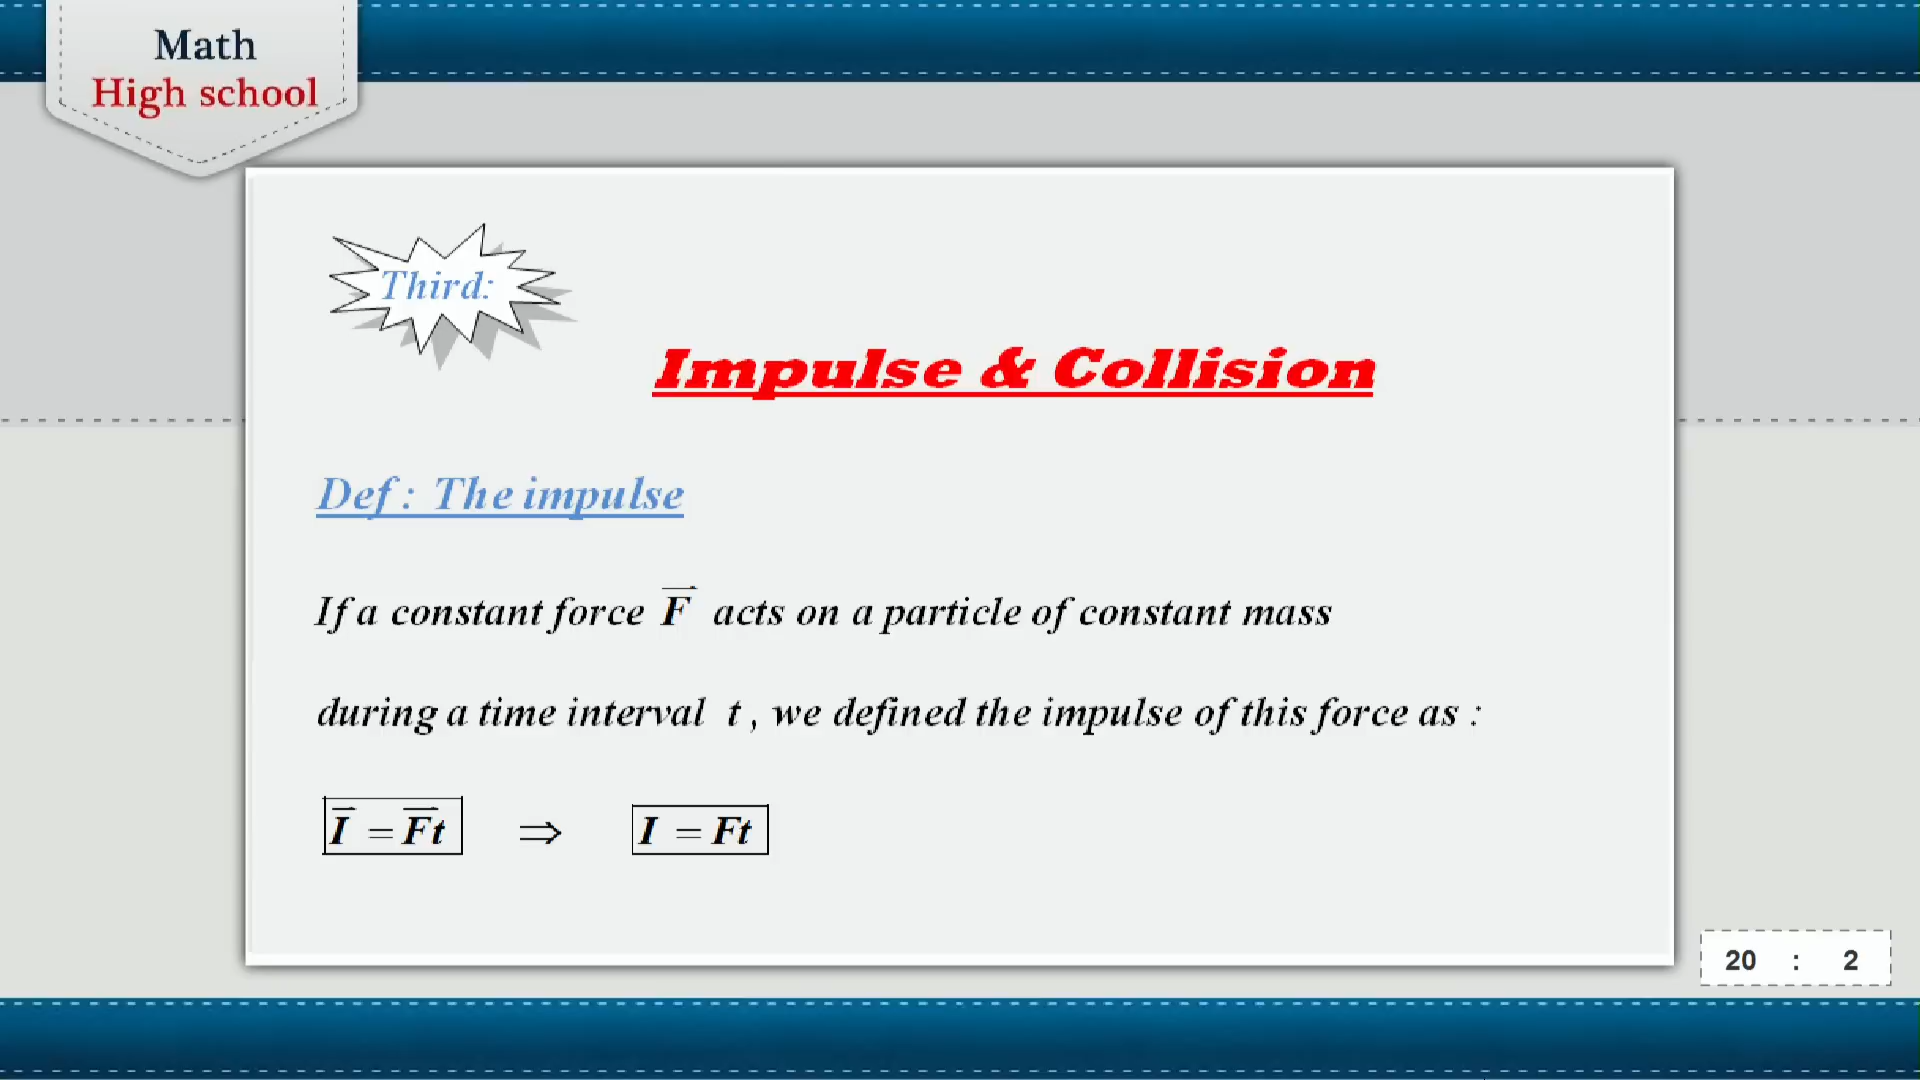 Math
High school
Third:
Impulse & Collision
Def : The impulse
If a constant force F⃗ acts on a particle of constant mass
during a time interval t , we defined the impulse of this force as :
I⃗ = F⃗t ⇒ I = Ft
20 : 2